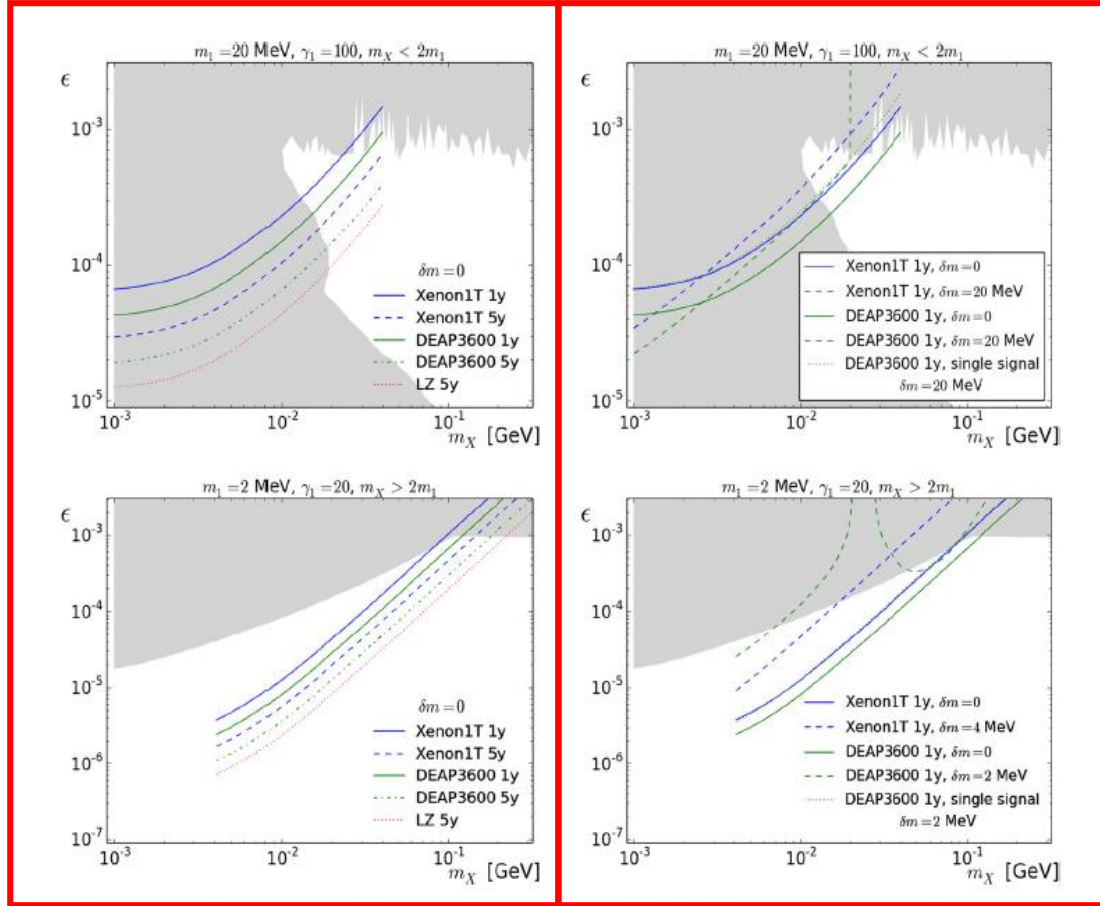 m₁ = 20 MeV, γ₁ = 100, m_X < 2m₁
ϵ
10⁻³
10⁻⁴
10⁻⁵
δm = 0
Xenon1T 1y
Xenon1T 5y
DEAP3600 1y
DEAP3600 5y
LZ 5y
10⁻³ 10⁻² 10⁻¹
m_X [GeV]
m₁ = 20 MeV, γ₁ = 100, m_X < 2m₁
ϵ
10⁻³
10⁻⁴
10⁻⁵
Xenon1T 1y, δm = 0
Xenon1T 1y, δm = 20 MeV
DEAP3600 1y, δm = 0
DEAP3600 1y, δm = 20 MeV
DEAP3600 1y, single signal
δm = 20 MeV
10⁻³ 10⁻² 10⁻¹
m_X [GeV]
m₁ = 2 MeV, γ₁ = 20, m_X > 2m₁
ϵ
10⁻³
10⁻⁴
10⁻⁵
10⁻⁶
10⁻⁷
δm = 0
Xenon1T 1y
Xenon1T 5y
DEAP3600 1y
DEAP3600 5y
LZ 5y
10⁻³ 10⁻² 10⁻¹
m_X [GeV]
m₁ = 2 MeV, γ₁ = 20, m_X > 2m₁
ϵ
10⁻³
10⁻⁴
10⁻⁵
10⁻⁶
10⁻⁷
Xenon1T 1y, δm = 0
Xenon1T 1y, δm = 4 MeV
DEAP3600 1y, δm = 0
DEAP3600 1y, δm = 2 MeV
DEAP3600 1y, single signal
δm = 2 MeV
10⁻³ 10⁻² 10⁻¹
m_X [GeV]